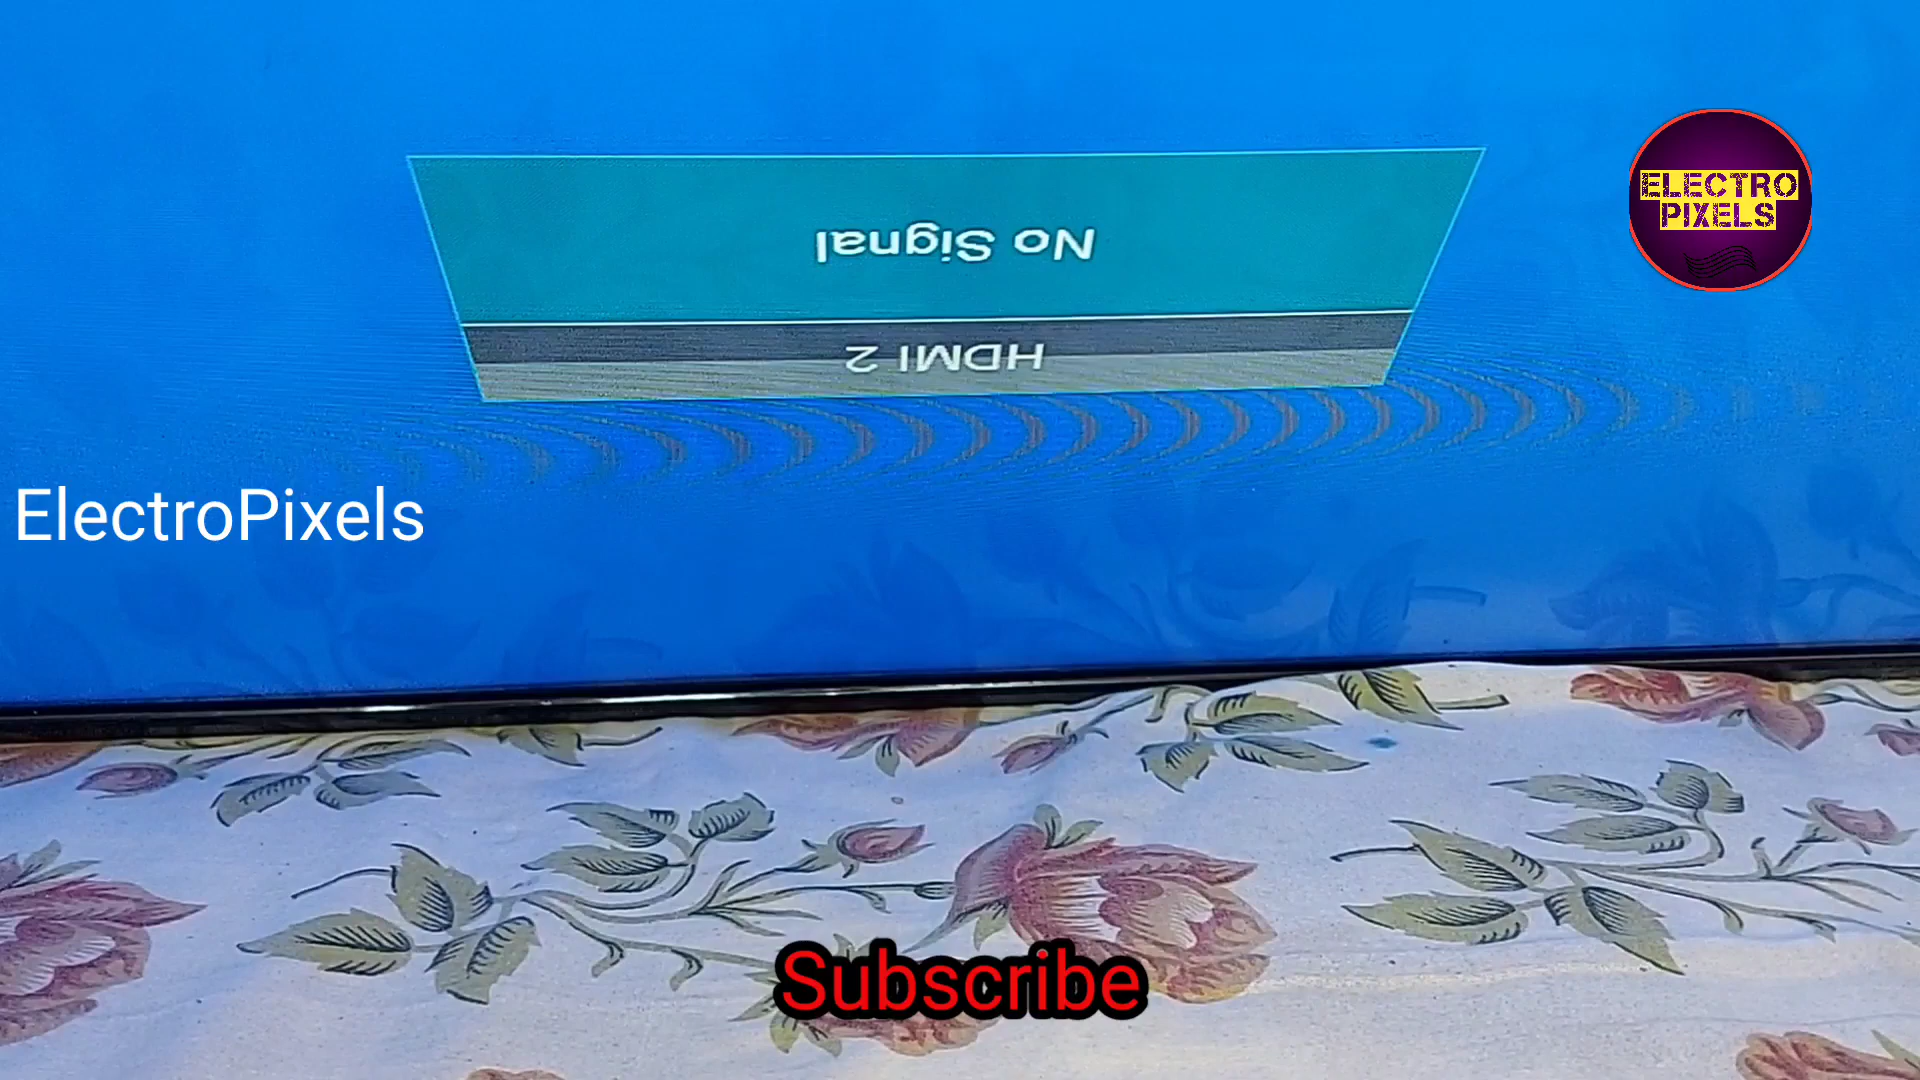 ELECTRO
PIXELS
HDMI 2
No Signal
ElectroPixels
Subscribe